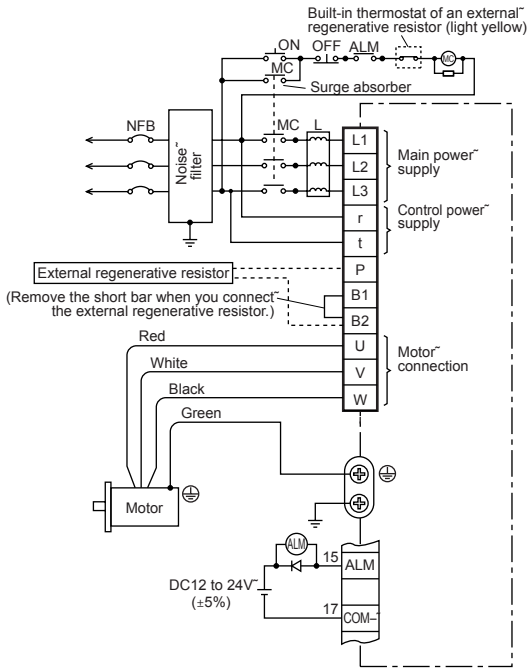 Built-in thermostat of an external~
regenerative resistor (light yellow)
ON OFF ALM
MC
MC
Surge absorber
NFB
Noise~
filter
MC L
L1
L2
L3
Main power~
supply
r
t
Control power~
supply
P
External regenerative resistor
B1
(Remove the short bar when you connect~
the external regenerative resistor.)
B2
Red
U
White
V
Motor~
connection
Black
W
Green
Motor
ALM
15
ALM
DC12 to 24V~
(±5%)
17
COM–~